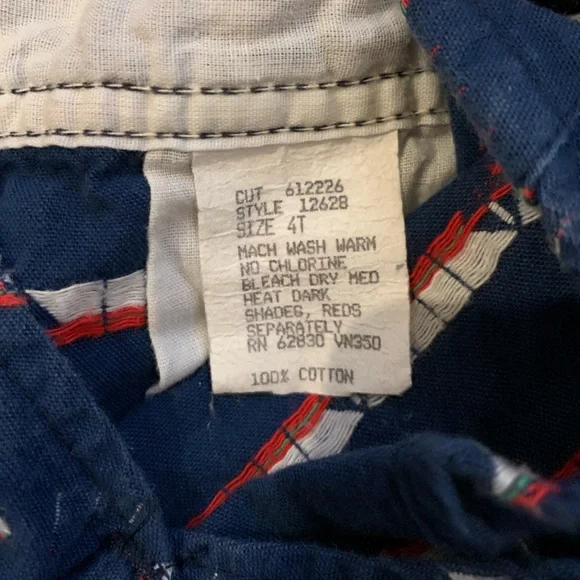 CUT 612226
STYLE 12628
SIZE 4T
MACH WASH WARM
NO CHLORINE
BLEACH DRY MED
HEAT DARK
SHADEG, REDS
SEPARATELY
RN 62830 VN350
100% COTTON